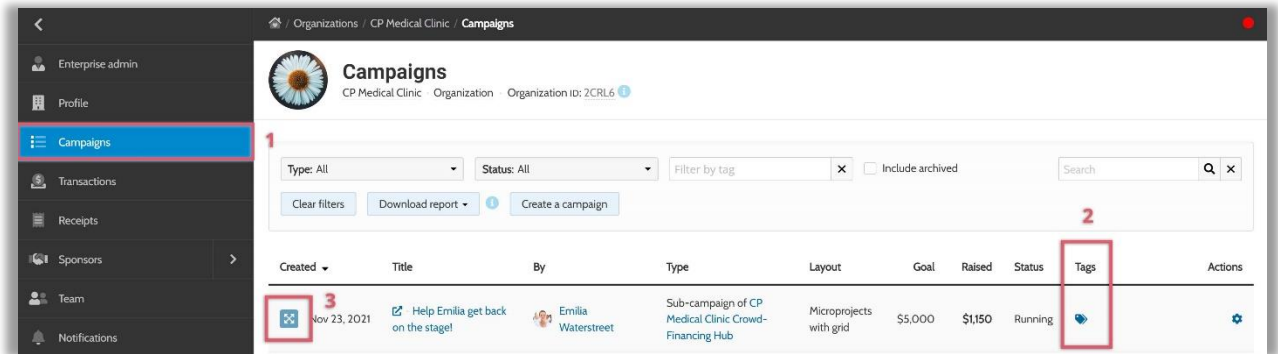 / Organizations / CP Medical Clinic / Campaigns
Enterprise admin
Profile
Campaigns
Transactions
Receipts
Sponsors
Team
Notifications
Campaigns
CP Medical Clinic · Organization · Organization ID: 2CRL6
1
Type: All Status: All Filter by tag Include archived Search
Clear filters Download report Create a campaign
2
Created Title By Type Layout Goal Raised Status Tags Actions
3
Nov 23, 2021
Help Emilia get back
on the stage!
Emilia
Waterstreet
Sub-campaign of CP
Medical Clinic Crowd-
Financing Hub
Microprojects
with grid
$5,000
$1,150
Running